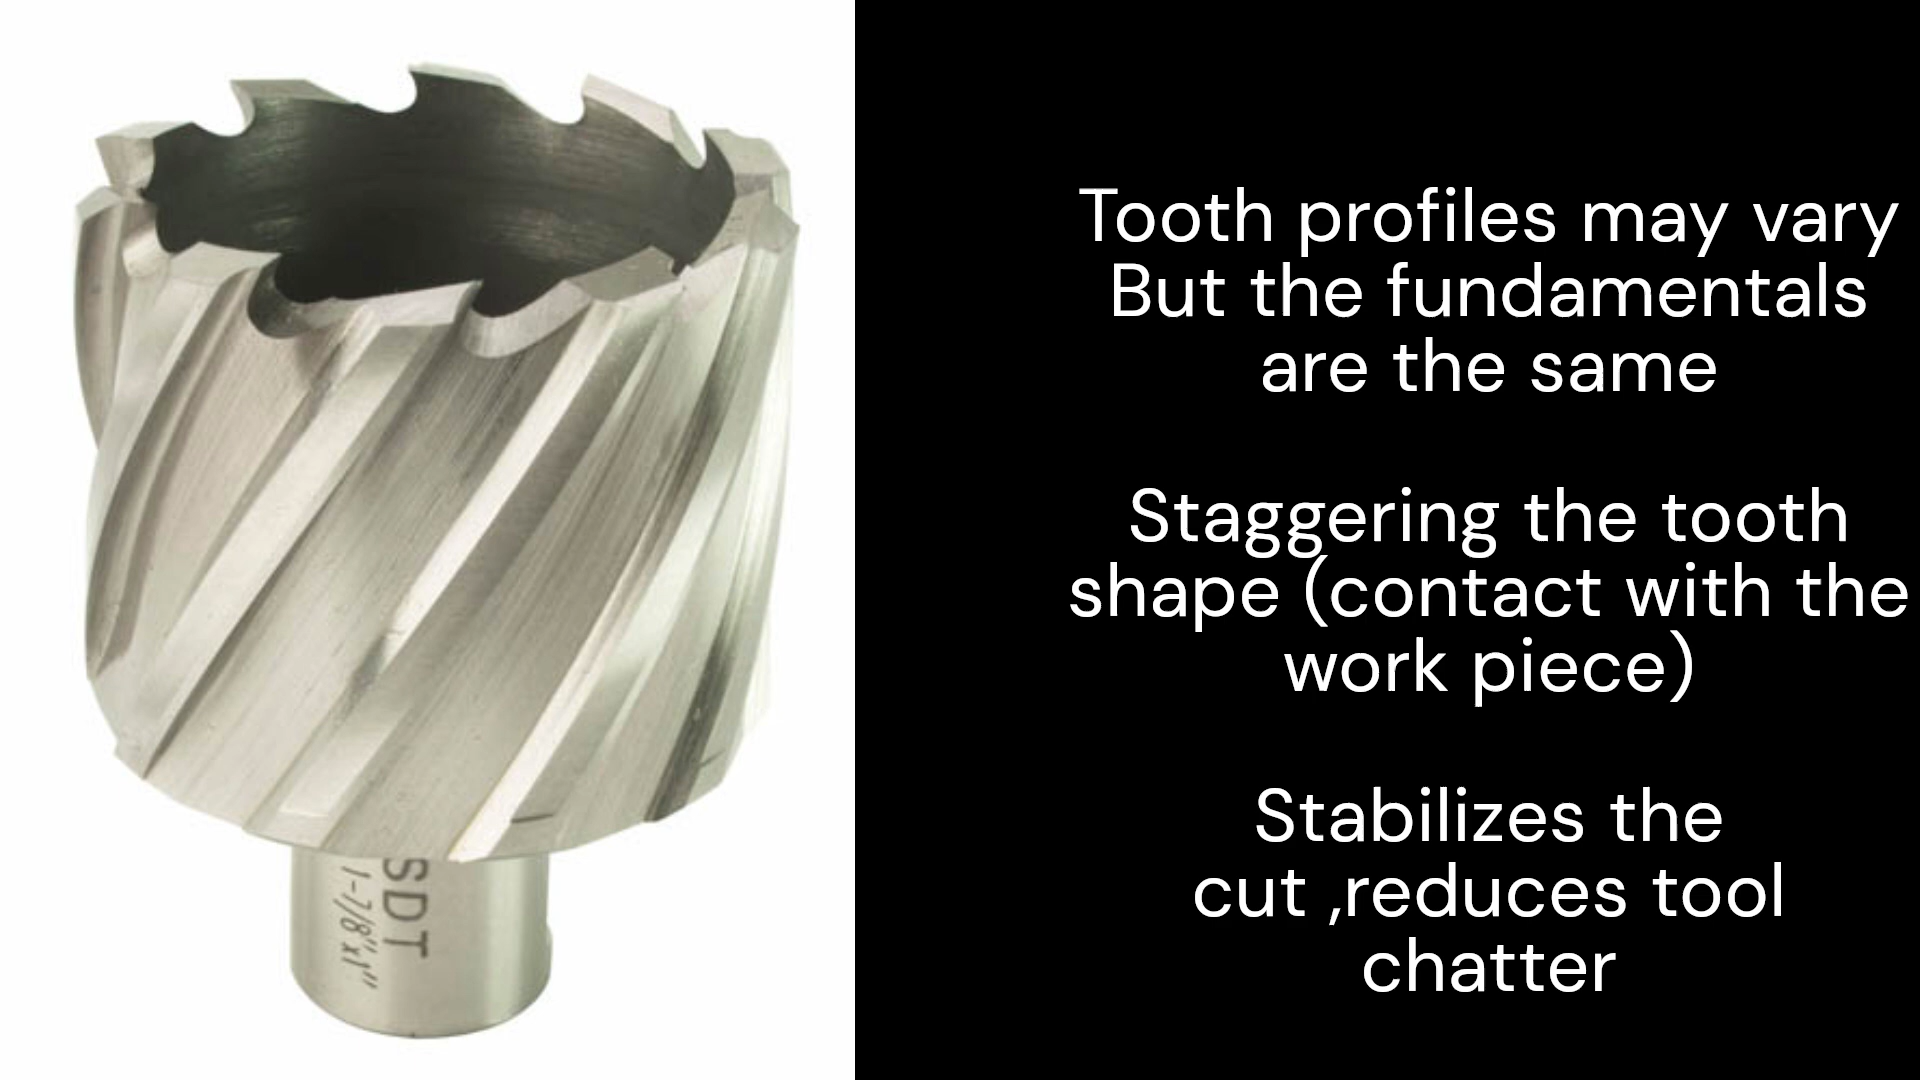 Tooth profiles may vary
But the fundamentals
are the same
Staggering the tooth
shape (contact with the
work piece)
Stabilizes the
cut ,reduces tool
chatter
SDT
1-7/8"x1"